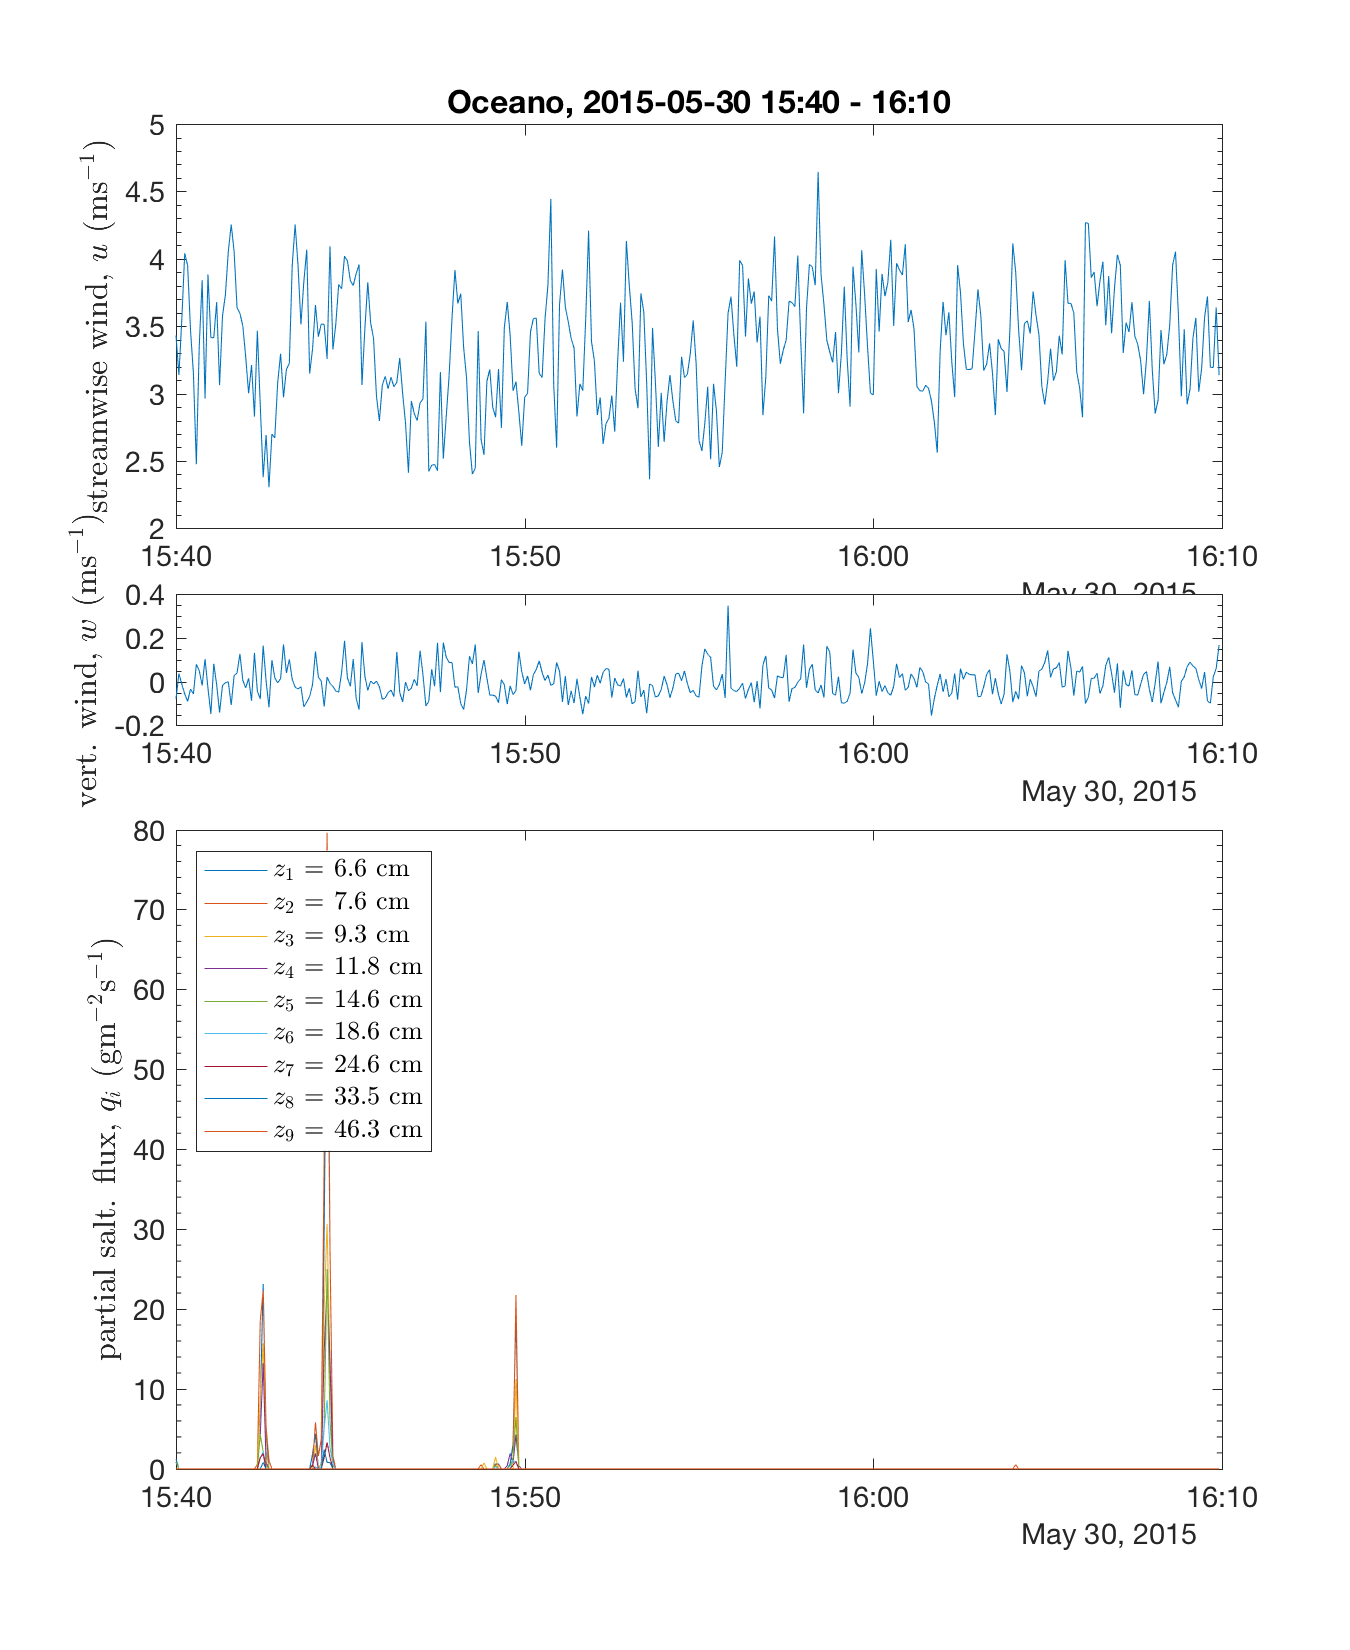 Oceano, 2015-05-30 15:40 - 16:10
streamwise wind, u (ms⁻¹)
5
4.5
4
3.5
3
2.5
2
15:40 15:50 16:00 16:10
May 30, 2015
vert. wind, w (ms⁻¹)
0.4
0.2
0
-0.2
15:40 15:50 16:00 16:10
May 30, 2015
partial salt. flux, qᵢ (gm⁻²s⁻¹)
80
70
60
50
40
30
20
10
0
z₁ = 6.6 cm
z₂ = 7.6 cm
z₃ = 9.3 cm
z₄ = 11.8 cm
z₅ = 14.6 cm
z₆ = 18.6 cm
z₇ = 24.6 cm
z₈ = 33.5 cm
z₉ = 46.3 cm
15:40 15:50 16:00 16:10
May 30, 2015